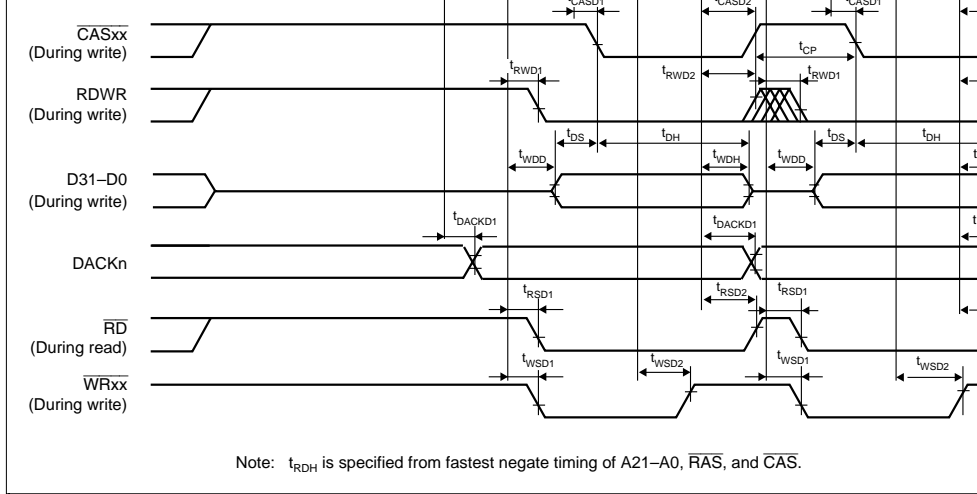 tCASD1 tCASD2 tCASD1
CASxx
(During write)
tCP
tRWD1 tRWD2 tRWD1
RDWR
(During write)
tDS tDH tDS tDH
tWDD tWDH tWDD
D31–D0
(During write)
tDACKD1 tDACKD1
DACKn
tRSD1 tRSD2 tRSD1
RD
(During read)
tWSD1 tWSD2 tWSD1 tWSD2
WRxx
(During write)
Note: tRDH is specified from fastest negate timing of A21–A0, RAS, and CAS.